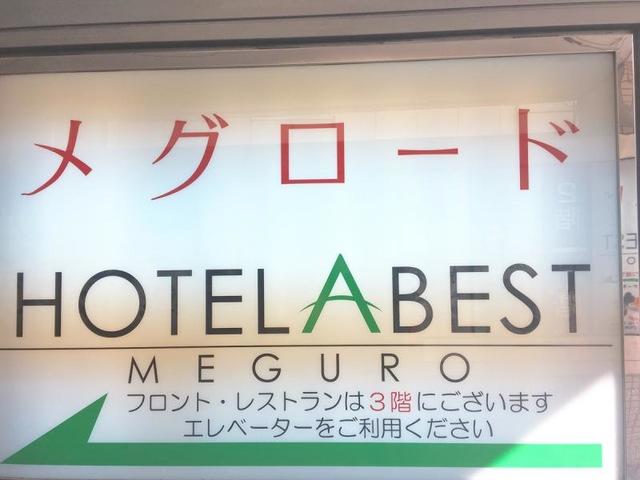 メグロード
HOTEL ABEST
MEGURO
フロント・レストランは3階にございます
エレベーターをご利用ください